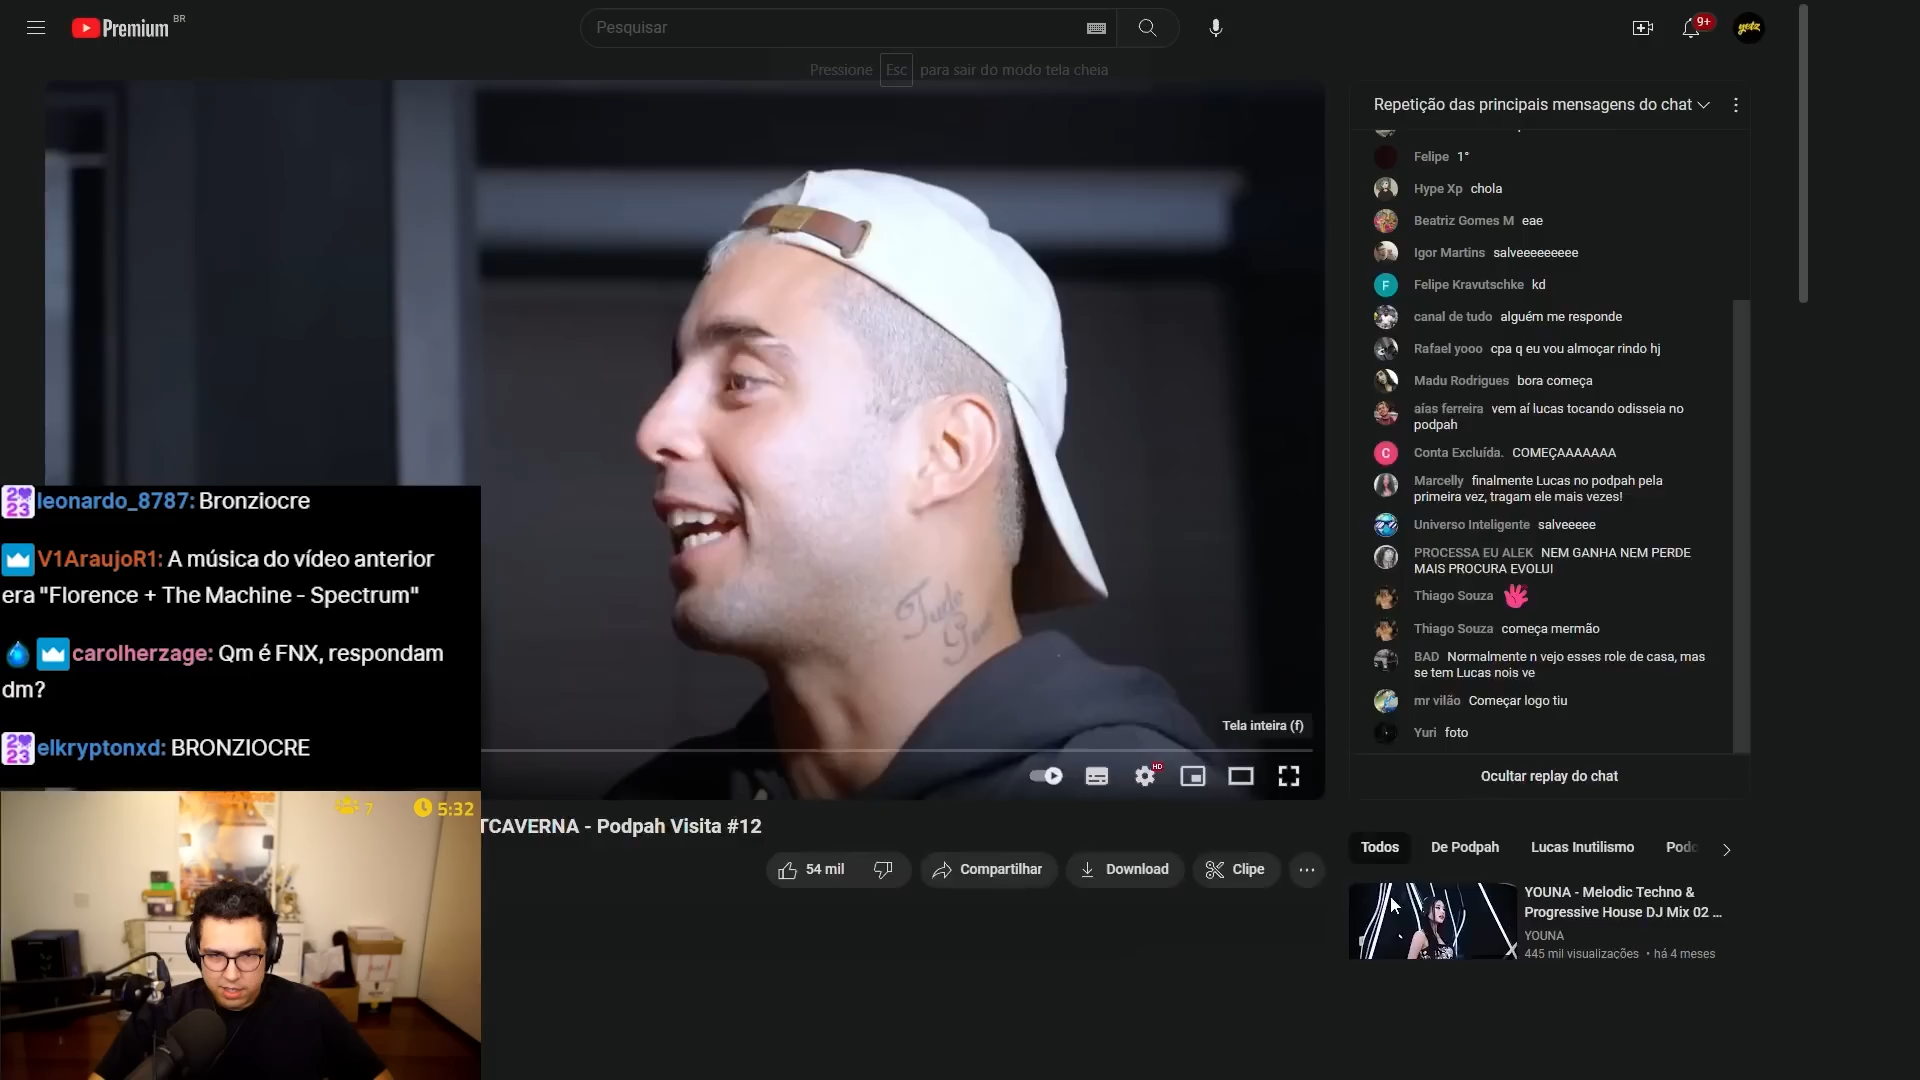 Premium BR
Pesquisar
9+
yetz
Pressione Esc para sair do modo tela cheia
Repetição das principais mensagens do chat
Felipe 1°
Hype Xp chola
Beatriz Gomes M eae
Igor Martins salveeeeeeeee
F Felipe Kravutschke kd
canal de tudo alguém me responde
Rafael yooo cpa q eu vou almoçar rindo hj
Madu Rodrigues bora começa
aías ferreira vem aí lucas tocando odisseia no
podpah
C Conta Excluída. COMEÇAAAAAAA
Marcelly finalmente Lucas no podpah pela
primeira vez, tragam ele mais vezes!
Universo Inteligente salveeeee
PROCESSA EU ALEK NEM GANHA NEM PERDE
MAIS PROCURA EVOLUI
Thiago Souza
Thiago Souza começa mermão
BAD Normalmente n vejo esses role de casa, mas
se tem Lucas nois ve
mr vilão Começar logo tiu
Yuri foto
Ocultar replay do chat
Tude
Tela inteira (f)
HD
2023 leonardo_8787: Bronziocre
V1AraujoR1: A música do vídeo anterior
era "Florence + The Machine - Spectrum"
carolherzage: Qm é FNX, respondam
dm?
2023 elkryptonxd: BRONZIOCRE
7 5:32
TCAVERNA - Podpah Visita #12
54 mil Compartilhar Download Clipe
Todos De Podpah Lucas Inutilismo Podc
YOUNA - Melodic Techno &
Progressive House DJ Mix 02 ...
YOUNA
445 mil visualizações • há 4 meses